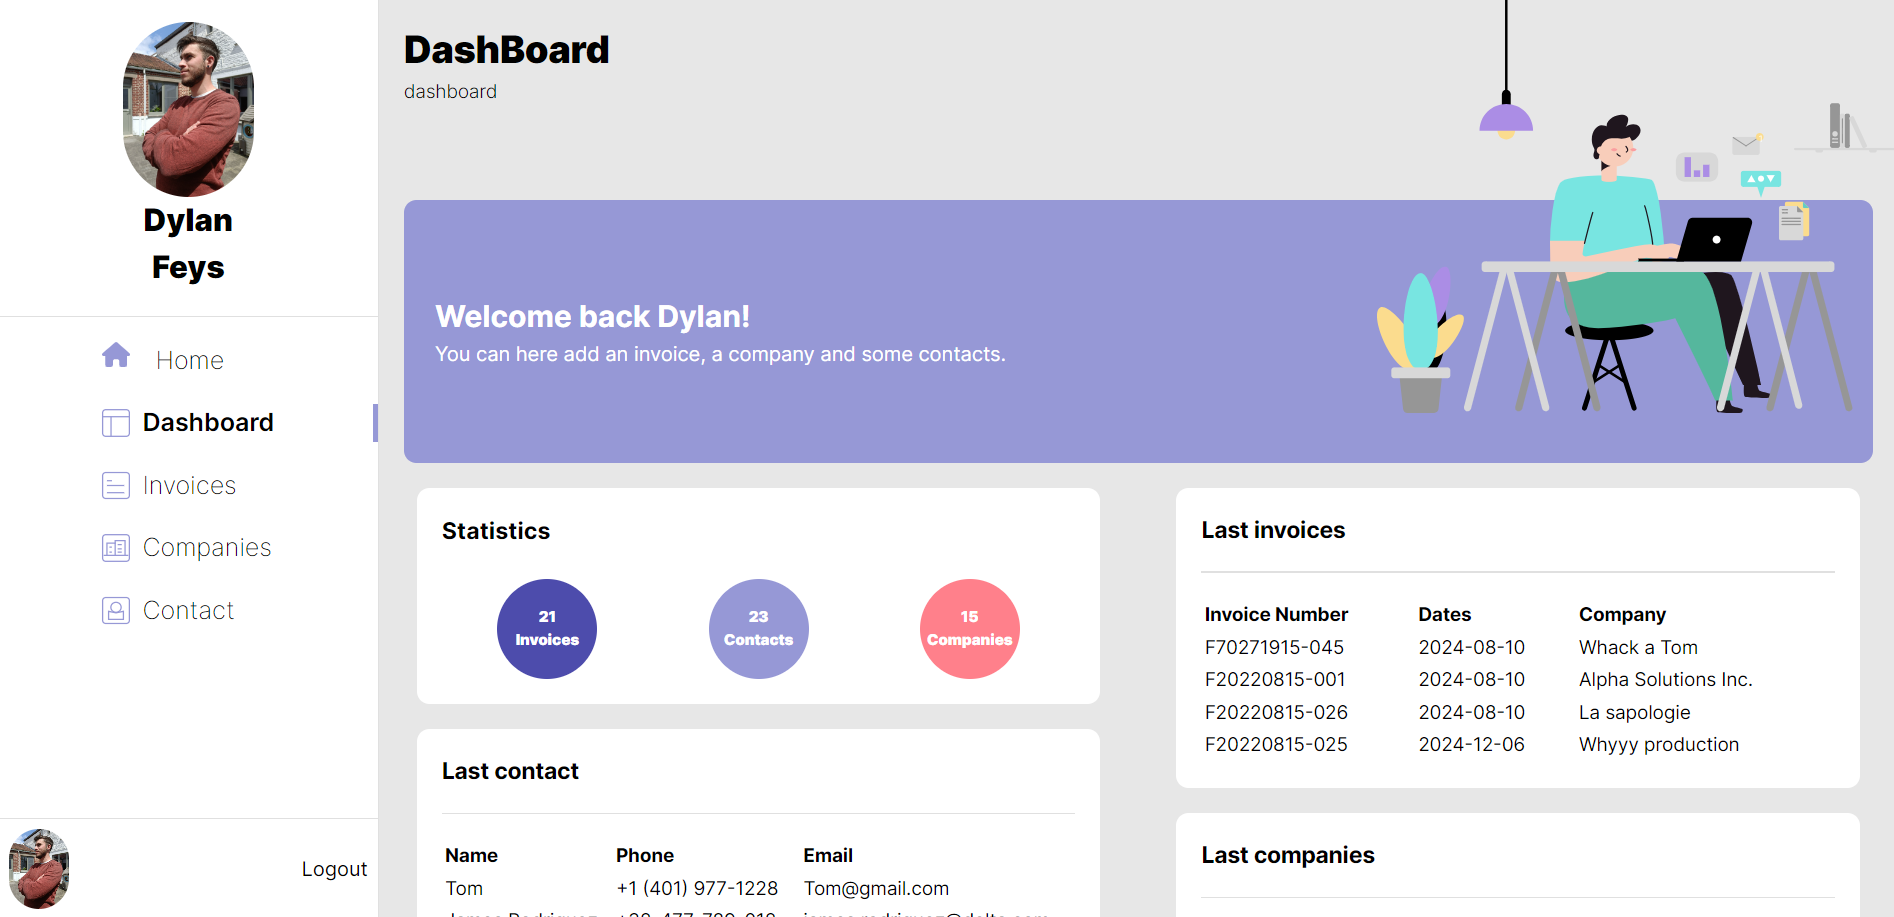 Dylan
Feys
Home
Dashboard
Invoices
Companies
Contact
Logout
DashBoard
dashboard
Welcome back Dylan!
You can here add an invoice, a company and some contacts.
Statistics
21
Invoices
23
Contacts
15
Companies
Last contact
Name Phone Email
Tom +1 (401) 977-1228 Tom@gmail.com
Last invoices
Invoice Number Dates Company
F70271915-045 2024-08-10 Whack a Tom
F20220815-001 2024-08-10 Alpha Solutions Inc.
F20220815-026 2024-08-10 La sapologie
F20220815-025 2024-12-06 Whyyy production
Last companies